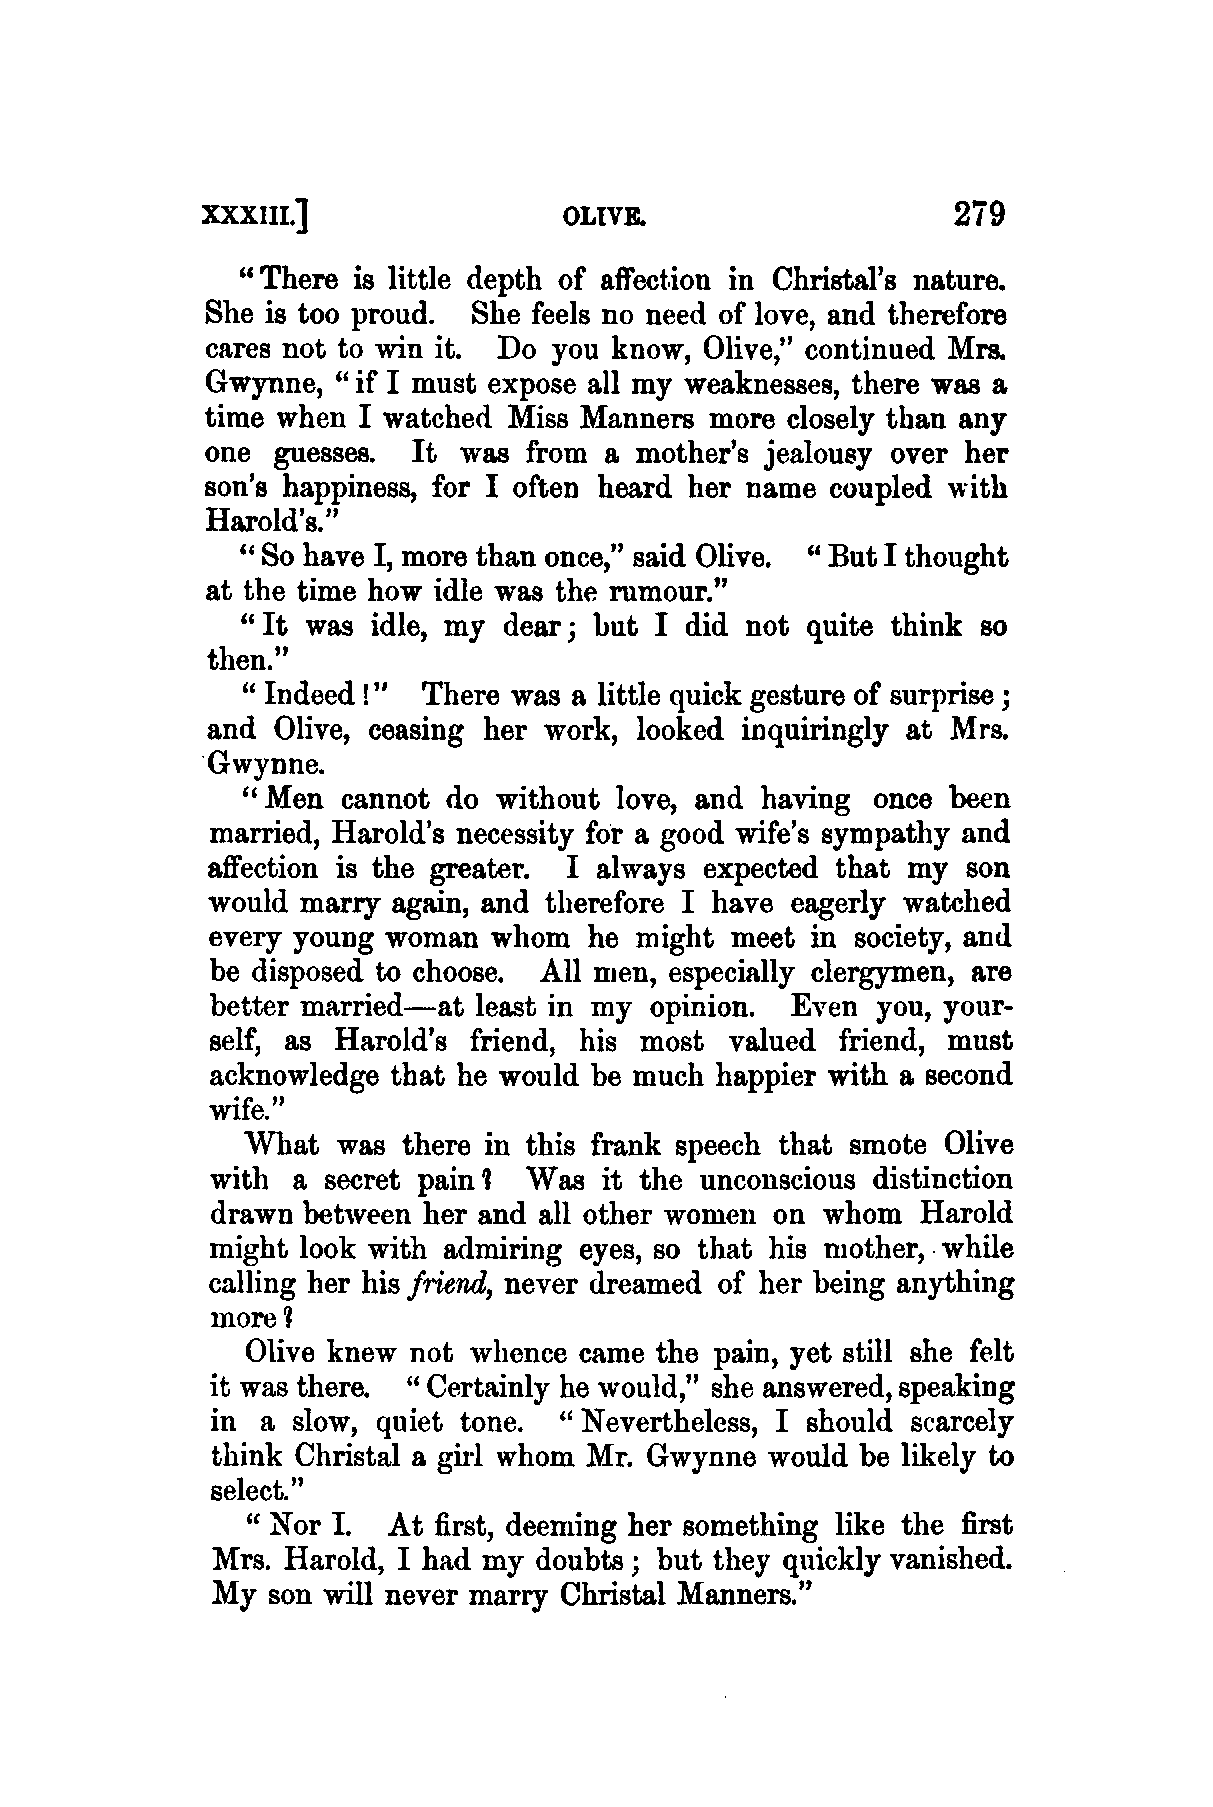 XXXIII.] OLIVE. 279
“There is little depth of affection in Christal’s nature.
She is too proud. She feels no need of love, and therefore
cares not to win it. Do you know, Olive,” continued Mrs.
Gwynne, “if I must expose all my weaknesses, there was a
time when I watched Miss Manners more closely than any
one guesses. It was from a mother’s jealousy over her
son’s happiness, for I often heard her name coupled with
Harold’s.”
“So have I, more than once,” said Olive. “But I thought
at the time how idle was the rumour.”
“It was idle, my dear; but I did not quite think so
then.”
“Indeed!” There was a little quick gesture of surprise;
and Olive, ceasing her work, looked inquiringly at Mrs.
Gwynne.
“Men cannot do without love, and having once been
married, Harold’s necessity for a good wife’s sympathy and
affection is the greater. I always expected that my son
would marry again, and therefore I have eagerly watched
every young woman whom he might meet in society, and
be disposed to choose. All men, especially clergymen, are
better married—at least in my opinion. Even you, your-
self, as Harold’s friend, his most valued friend, must
acknowledge that he would be much happier with a second
wife.”
What was there in this frank speech that smote Olive
with a secret pain? Was it the unconscious distinction
drawn between her and all other women on whom Harold
might look with admiring eyes, so that his mother, while
calling her his friend, never dreamed of her being anything
more?
Olive knew not whence came the pain, yet still she felt
it was there. “Certainly he would,” she answered, speaking
in a slow, quiet tone. “Nevertheless, I should scarcely
think Christal a girl whom Mr. Gwynne would be likely to
select.”
“Nor I. At first, deeming her something like the first
Mrs. Harold, I had my doubts; but they quickly vanished.
My son will never marry Christal Manners.”